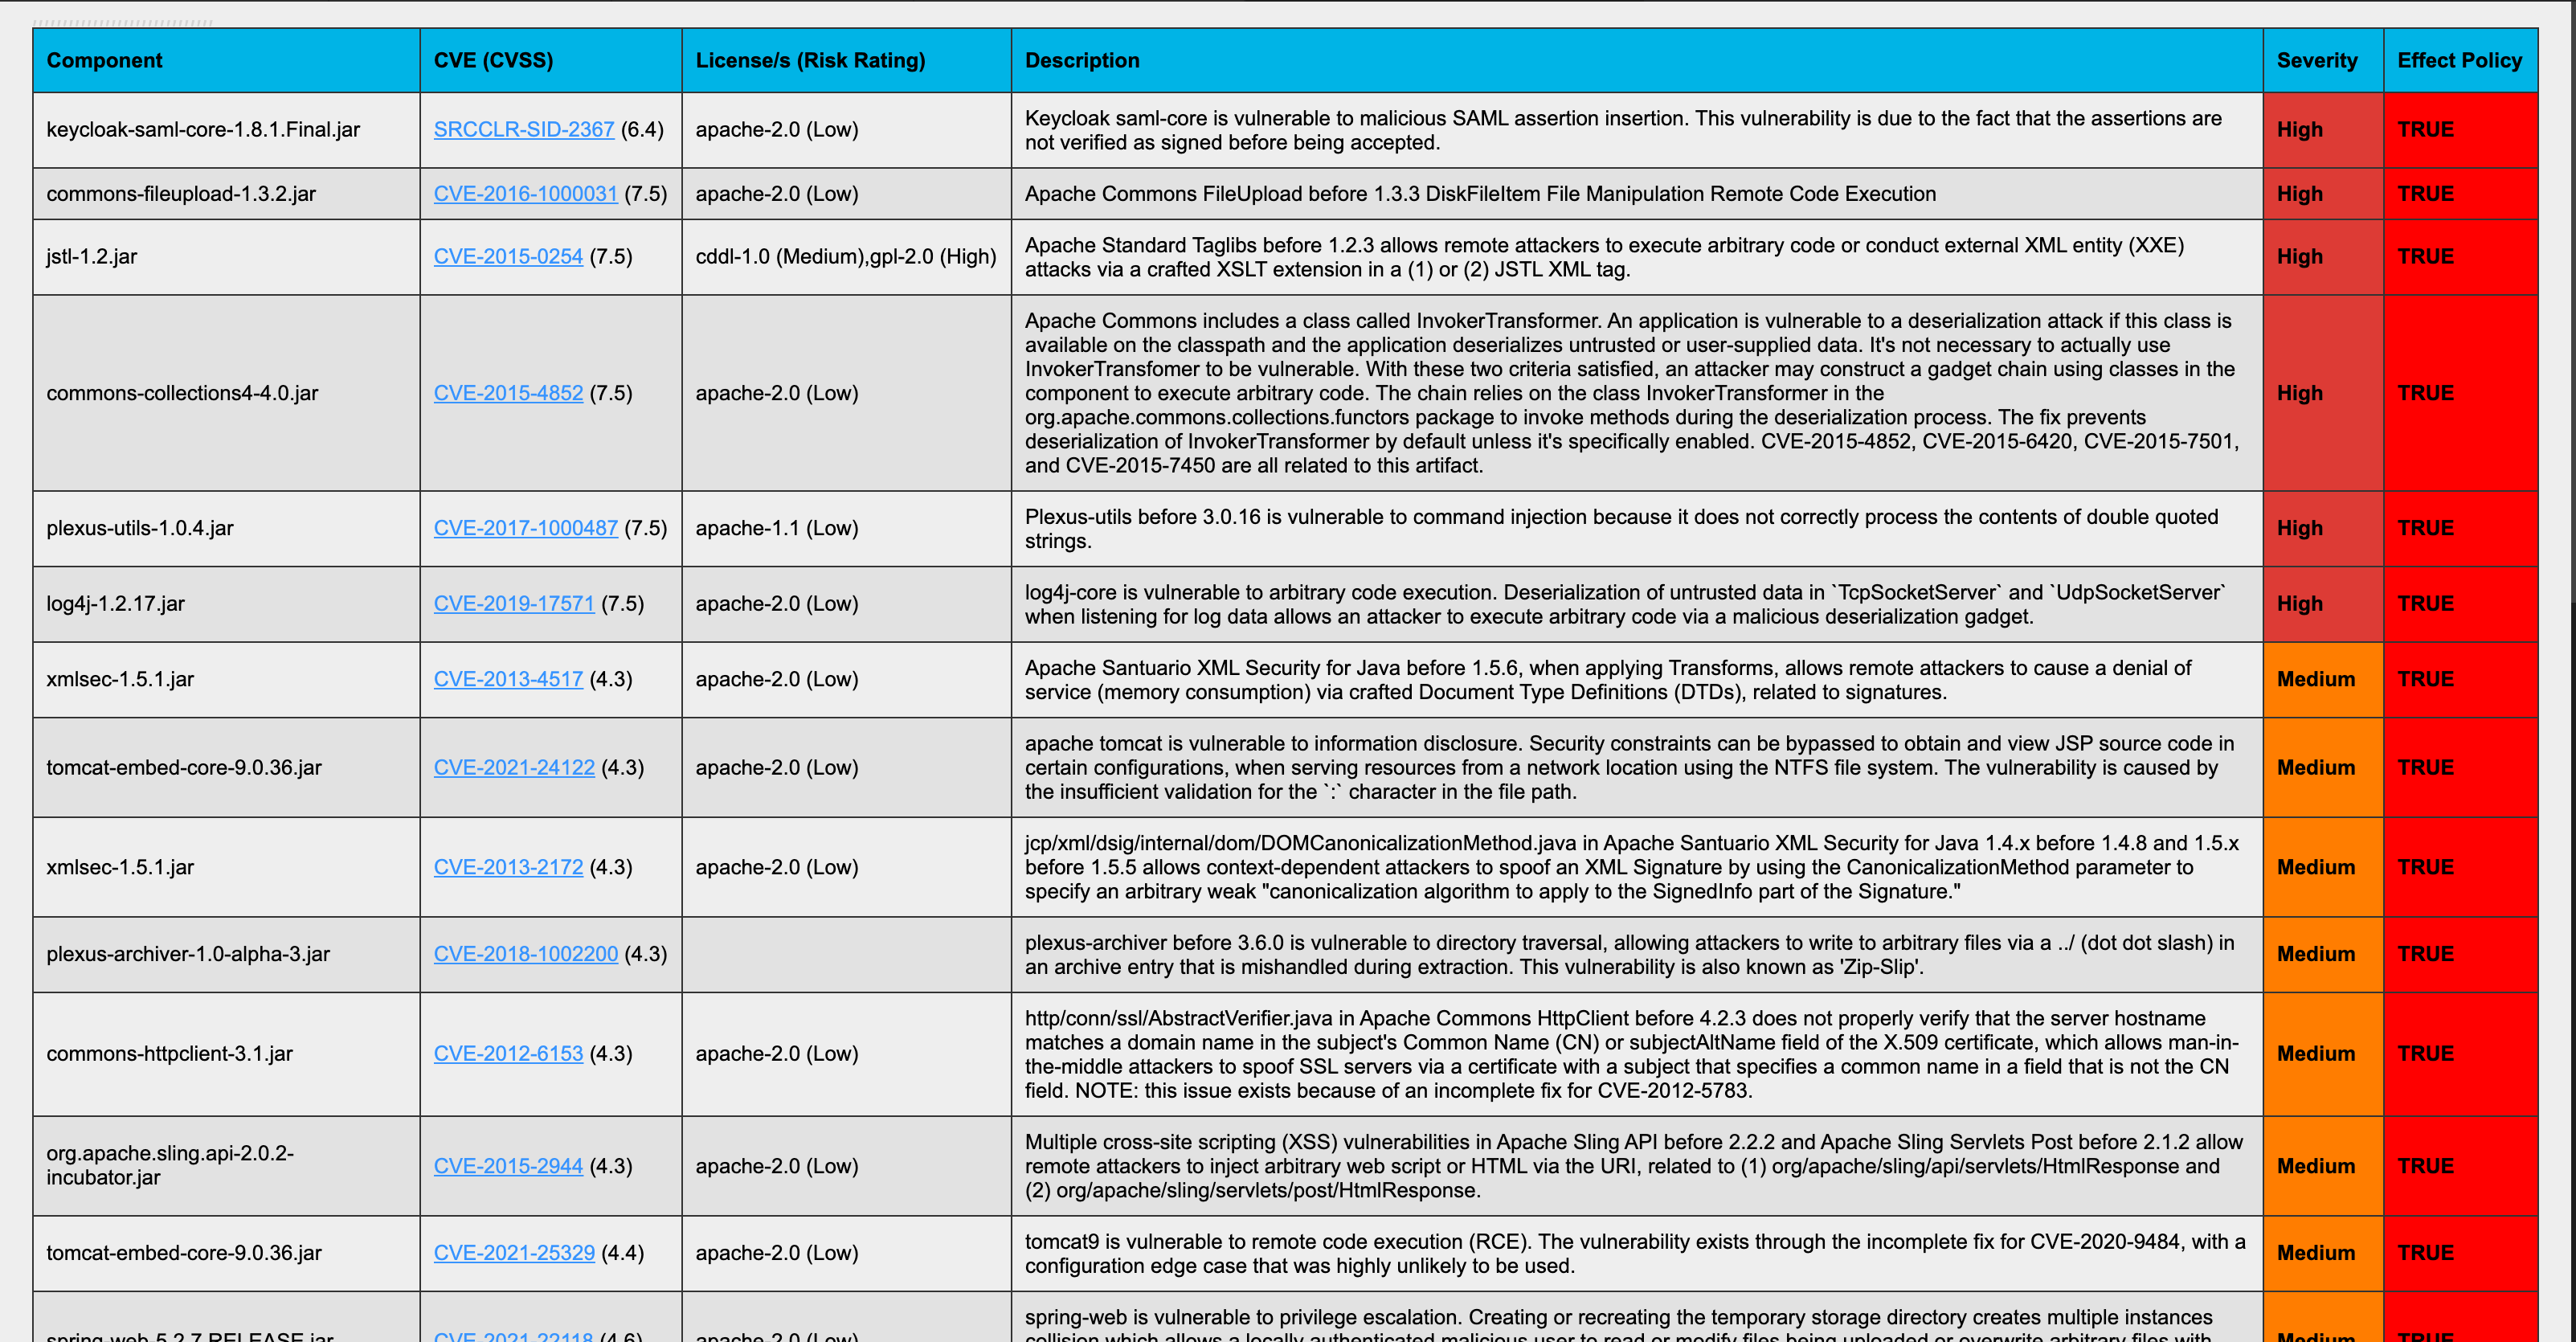 Component CVE (CVSS) License/s (Risk Rating) Description Severity Effect Policy
keycloak-saml-core-1.8.1.Final.jar SRCCLR-SID-2367 (6.4) apache-2.0 (Low) Keycloak saml-core is vulnerable to malicious SAML assertion insertion. This vulnerability is due to the fact that the assertions are
not verified as signed before being accepted. High TRUE
commons-fileupload-1.3.2.jar CVE-2016-1000031 (7.5) apache-2.0 (Low) Apache Commons FileUpload before 1.3.3 DiskFileItem File Manipulation Remote Code Execution High TRUE
jstl-1.2.jar CVE-2015-0254 (7.5) cddl-1.0 (Medium),gpl-2.0 (High) Apache Standard Taglibs before 1.2.3 allows remote attackers to execute arbitrary code or conduct external XML entity (XXE)
attacks via a crafted XSLT extension in a (1) or (2) JSTL XML tag. High TRUE
commons-collections4-4.0.jar CVE-2015-4852 (7.5) apache-2.0 (Low) Apache Commons includes a class called InvokerTransformer. An application is vulnerable to a deserialization attack if this class is
available on the classpath and the application deserializes untrusted or user-supplied data. It's not necessary to actually use
InvokerTransfomer to be vulnerable. With these two criteria satisfied, an attacker may construct a gadget chain using classes in the
component to execute arbitrary code. The chain relies on the class InvokerTransformer in the
org.apache.commons.collections.functors package to invoke methods during the deserialization process. The fix prevents
deserialization of InvokerTransformer by default unless it's specifically enabled. CVE-2015-4852, CVE-2015-6420, CVE-2015-7501,
and CVE-2015-7450 are all related to this artifact. High TRUE
plexus-utils-1.0.4.jar CVE-2017-1000487 (7.5) apache-1.1 (Low) Plexus-utils before 3.0.16 is vulnerable to command injection because it does not correctly process the contents of double quoted
strings. High TRUE
log4j-1.2.17.jar CVE-2019-17571 (7.5) apache-2.0 (Low) log4j-core is vulnerable to arbitrary code execution. Deserialization of untrusted data in `TcpSocketServer` and `UdpSocketServer`
when listening for log data allows an attacker to execute arbitrary code via a malicious deserialization gadget. High TRUE
xmlsec-1.5.1.jar CVE-2013-4517 (4.3) apache-2.0 (Low) Apache Santuario XML Security for Java before 1.5.6, when applying Transforms, allows remote attackers to cause a denial of
service (memory consumption) via crafted Document Type Definitions (DTDs), related to signatures. Medium TRUE
tomcat-embed-core-9.0.36.jar CVE-2021-24122 (4.3) apache-2.0 (Low) apache tomcat is vulnerable to information disclosure. Security constraints can be bypassed to obtain and view JSP source code in
certain configurations, when serving resources from a network location using the NTFS file system. The vulnerability is caused by
the insufficient validation for the `:` character in the file path. Medium TRUE
xmlsec-1.5.1.jar CVE-2013-2172 (4.3) apache-2.0 (Low) jcp/xml/dsig/internal/dom/DOMCanonicalizationMethod.java in Apache Santuario XML Security for Java 1.4.x before 1.4.8 and 1.5.x
before 1.5.5 allows context-dependent attackers to spoof an XML Signature by using the CanonicalizationMethod parameter to
specify an arbitrary weak "canonicalization algorithm to apply to the SignedInfo part of the Signature." Medium TRUE
plexus-archiver-1.0-alpha-3.jar CVE-2018-1002200 (4.3) plexus-archiver before 3.6.0 is vulnerable to directory traversal, allowing attackers to write to arbitrary files via a ../ (dot dot slash) in
an archive entry that is mishandled during extraction. This vulnerability is also known as 'Zip-Slip'. Medium TRUE
commons-httpclient-3.1.jar CVE-2012-6153 (4.3) apache-2.0 (Low) http/conn/ssl/AbstractVerifier.java in Apache Commons HttpClient before 4.2.3 does not properly verify that the server hostname
matches a domain name in the subject's Common Name (CN) or subjectAltName field of the X.509 certificate, which allows man-in-
the-middle attackers to spoof SSL servers via a certificate with a subject that specifies a common name in a field that is not the CN
field. NOTE: this issue exists because of an incomplete fix for CVE-2012-5783. Medium TRUE
org.apache.sling.api-2.0.2-
incubator.jar CVE-2015-2944 (4.3) apache-2.0 (Low) Multiple cross-site scripting (XSS) vulnerabilities in Apache Sling API before 2.2.2 and Apache Sling Servlets Post before 2.1.2 allow
remote attackers to inject arbitrary web script or HTML via the URI, related to (1) org/apache/sling/api/servlets/HtmlResponse and
(2) org/apache/sling/servlets/post/HtmlResponse. Medium TRUE
tomcat-embed-core-9.0.36.jar CVE-2021-25329 (4.4) apache-2.0 (Low) tomcat9 is vulnerable to remote code execution (RCE). The vulnerability exists through the incomplete fix for CVE-2020-9484, with a
configuration edge case that was highly unlikely to be used. Medium TRUE
spring-web-5.2.7.RELEASE.jar CVE-2021-22118 (4.6) apache-2.0 (Low) spring-web is vulnerable to privilege escalation. Creating or recreating the temporary storage directory creates multiple instances
collision which allows a locally authenticated malicious user to read or modify files being uploaded or overwrite arbitrary files with Medium TRUE